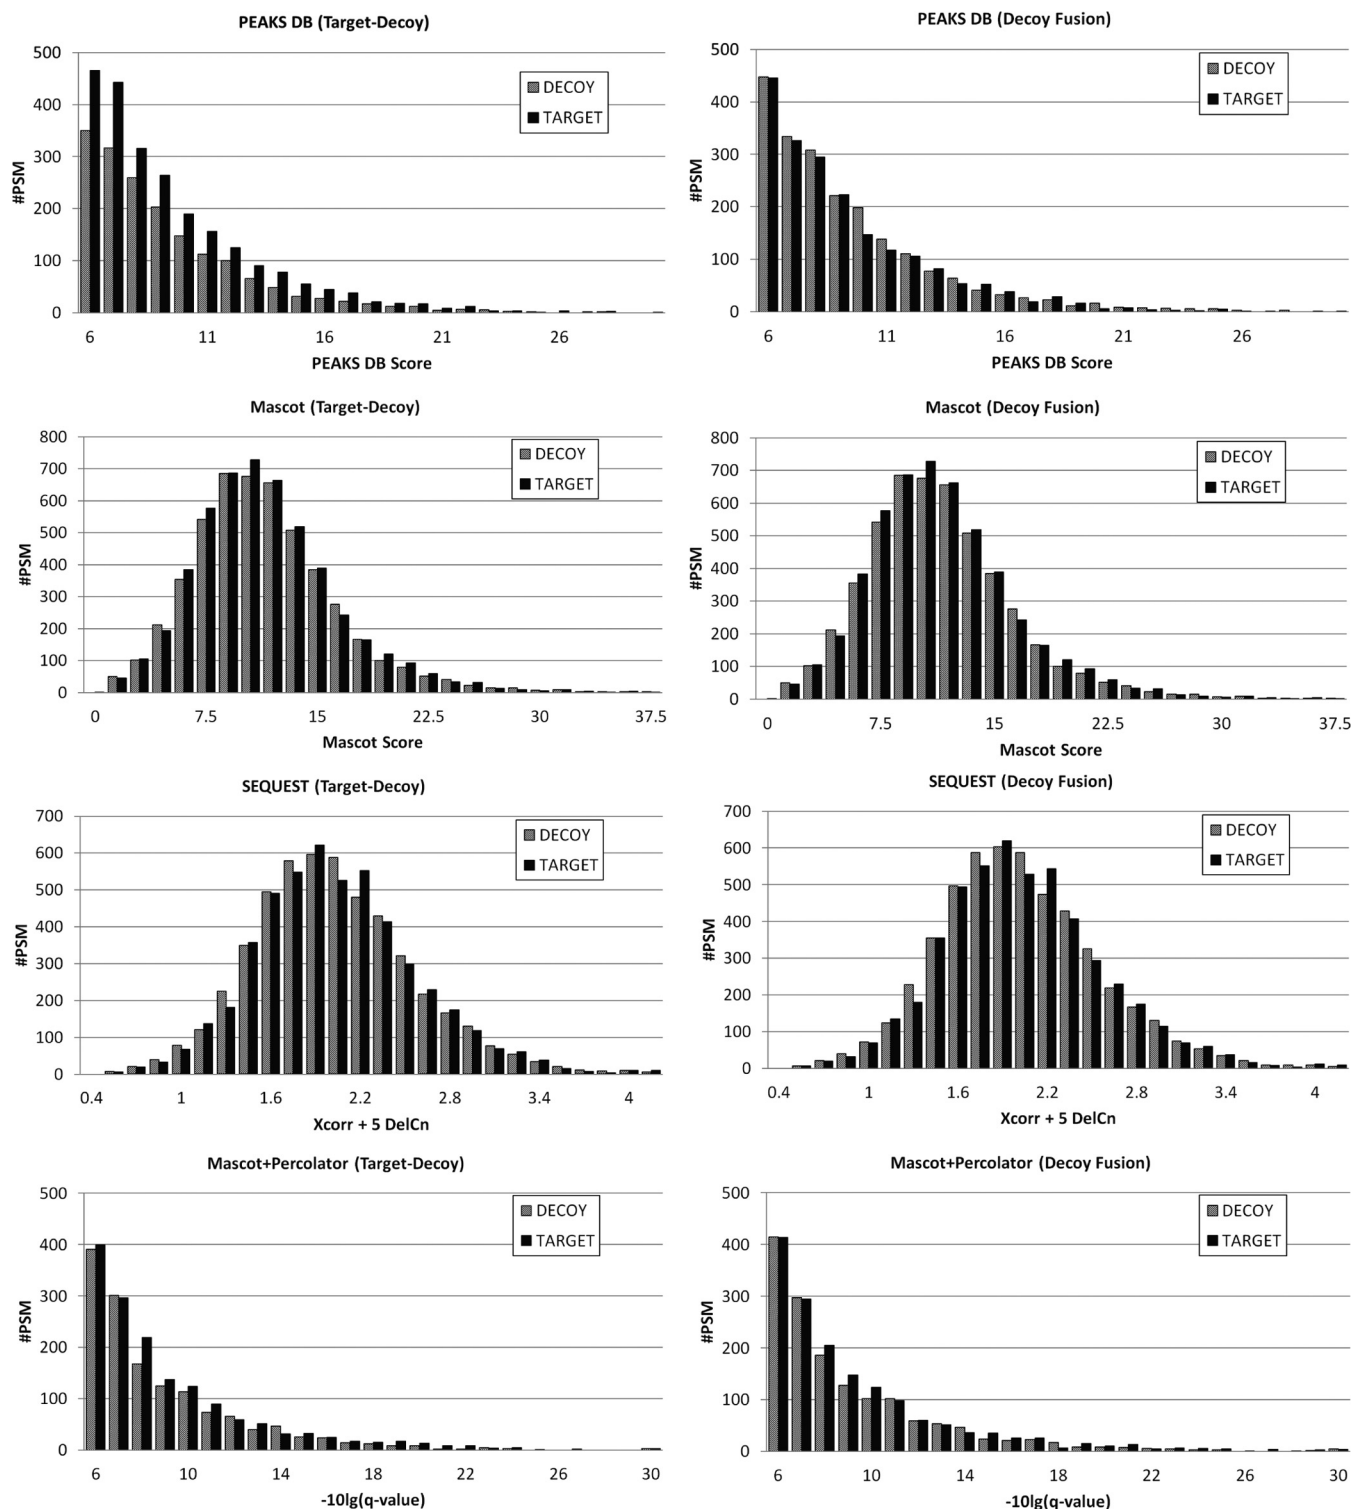 PEAKS DB (Target-Decoy)
500
400
300
200
100
0
#PSM
DECOY
TARGET
6 11 16 21 26
PEAKS DB Score
PEAKS DB (Decoy Fusion)
500
400
300
200
100
0
#PSM
DECOY
TARGET
6 11 16 21 26
PEAKS DB Score
Mascot (Target-Decoy)
800
700
600
500
400
300
200
100
0
#PSM
DECOY
TARGET
0 7.5 15 22.5 30 37.5
Mascot Score
Mascot (Decoy Fusion)
800
700
600
500
400
300
200
100
0
#PSM
DECOY
TARGET
0 7.5 15 22.5 30 37.5
Mascot Score
SEQUEST (Target-Decoy)
700
600
500
400
300
200
100
0
#PSM
DECOY
TARGET
0.4 1 1.6 2.2 2.8 3.4 4
Xcorr + 5 DelCn
SEQUEST (Decoy Fusion)
700
600
500
400
300
200
100
0
#PSM
DECOY
TARGET
0.4 1 1.6 2.2 2.8 3.4 4
Xcorr + 5 DelCn
Mascot+Percolator (Target-Decoy)
500
400
300
200
100
0
#PSM
DECOY
TARGET
6 10 14 18 22 26 30
-10lg(q-value)
Mascot+Percolator (Decoy Fusion)
500
400
300
200
100
0
#PSM
DECOY
TARGET
6 10 14 18 22 26 30
-10lg(q-value)